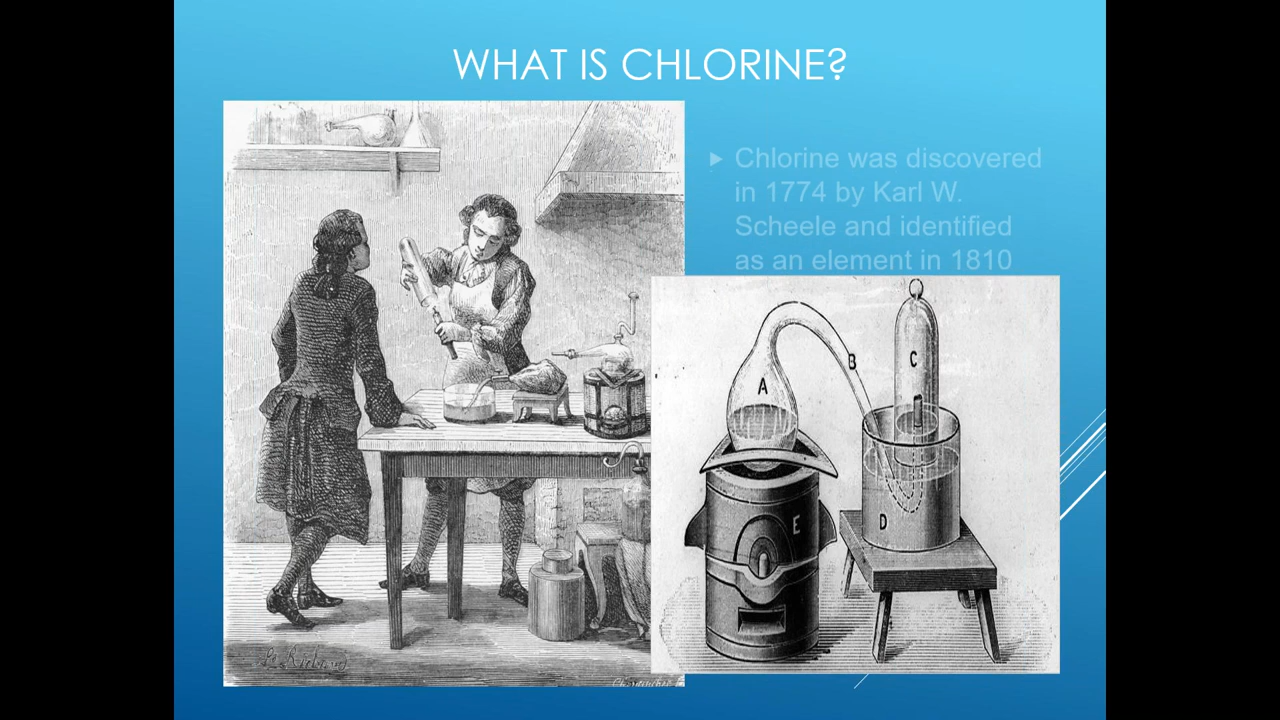 WHAT IS CHLORINE?
Chlorine was discovered
in 1774 by Karl W.
Scheele and identified
as an element in 1810
A
B
C
D
E